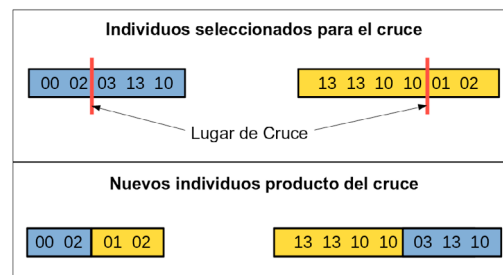 Individuos seleccionados para el cruce
00 02 03 13 10 13 13 10 10 01 02
Lugar de Cruce
Nuevos individuos producto del cruce
00 02 01 02 13 13 10 10 03 13 10